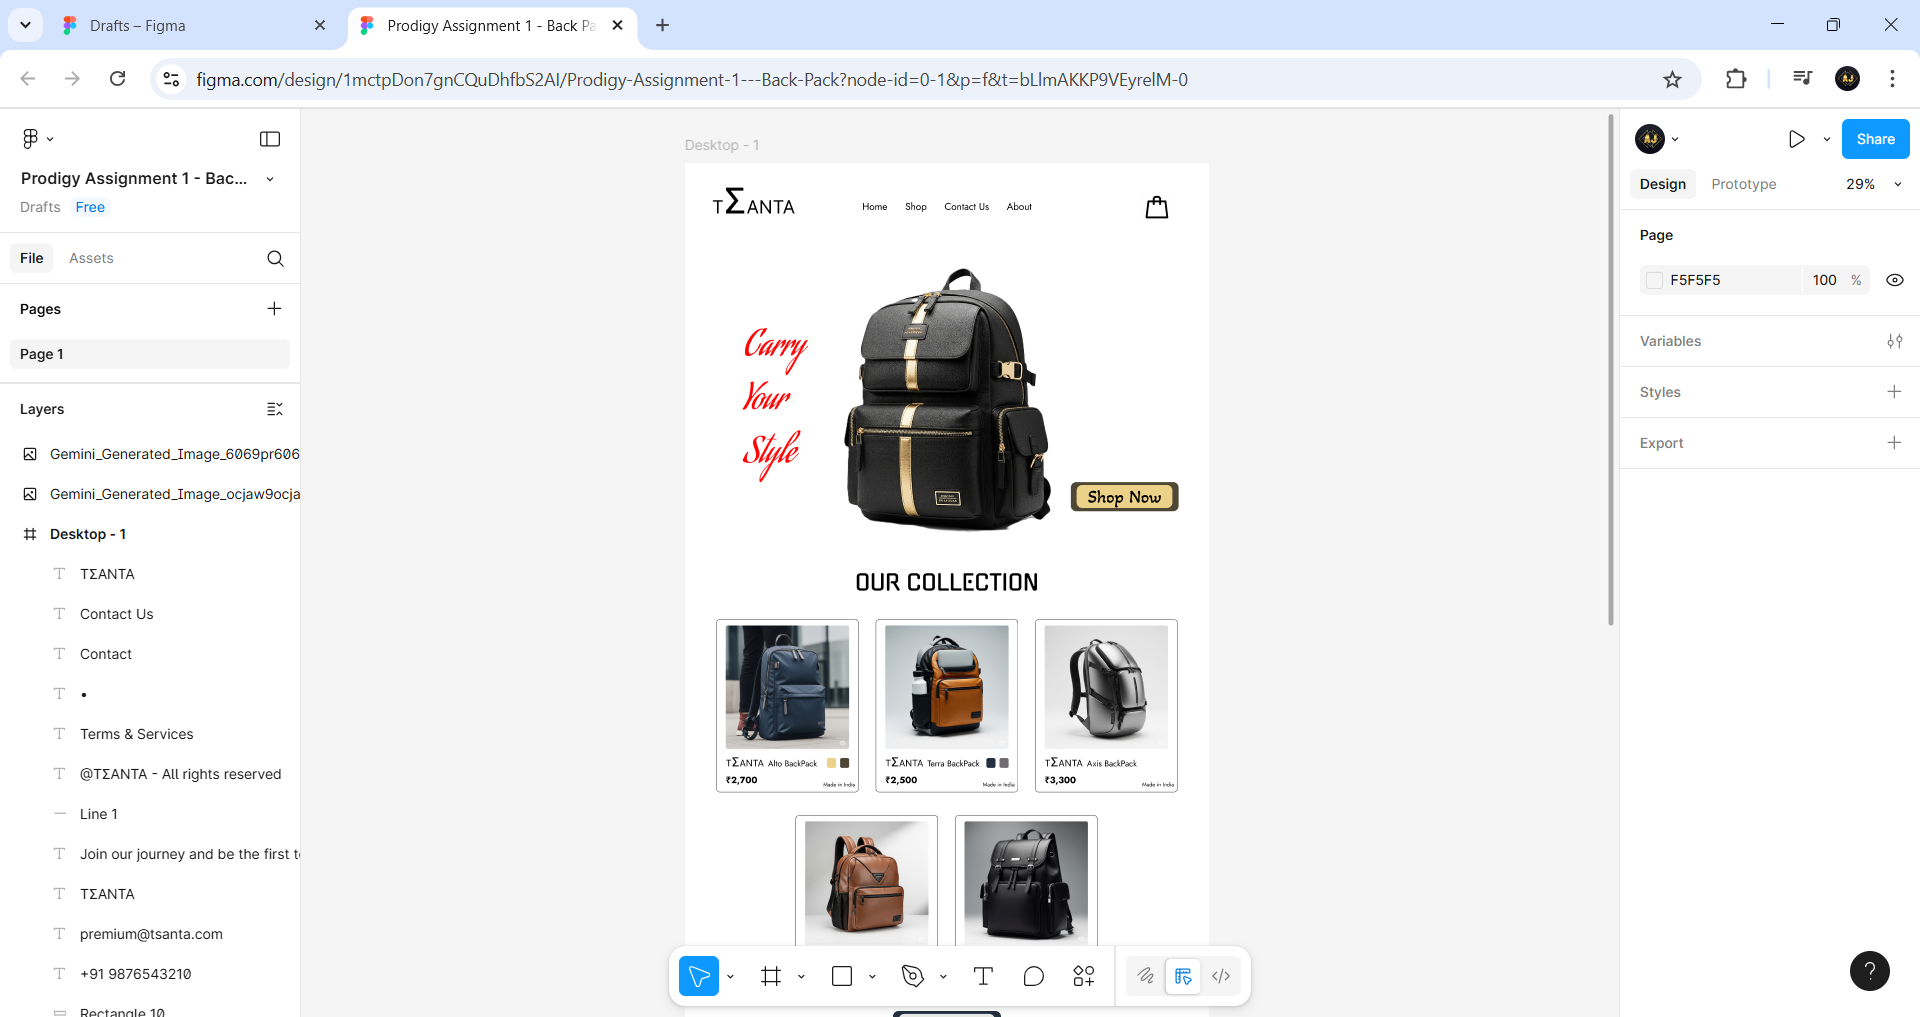 Drafts – Figma
Prodigy Assignment 1 - Back Pa
figma.com/design/1mctpDon7gnCQuDhfbS2AI/Prodigy-Assignment-1---Back-Pack?node-id=0-1&p=f&t=bLlmAKKP9VEyrelM-0
Prodigy Assignment 1 - Bac...
Drafts Free
File Assets
Pages
Page 1
Layers
Gemini_Generated_Image_6069pr606
Gemini_Generated_Image_ocjaw9ocja
Desktop - 1
TΣANTA
Contact Us
Contact
•
Terms & Services
@TΣANTA - All rights reserved
Line 1
Join our journey and be the first t
TΣANTA
premium@tsanta.com
+91 9876543210
Rectangle 10
Desktop - 1
TΣANTA
Home Shop Contact Us About
Carry
Your
Style
Shop Now
OUR COLLECTION
TΣANTA Alto BackPack
₹2,700
Made in India
TΣANTA Terra BackPack
₹2,500
Made in India
TΣANTA Axis BackPack
₹3,300
Made in India
Share
Design Prototype 29%
Page
F5F5F5 100 %
Variables
Styles
Export
?